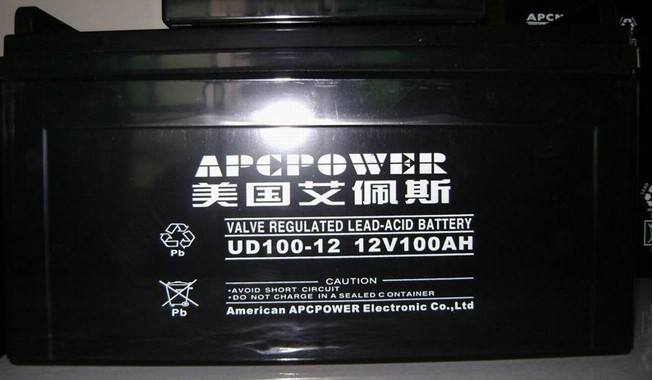 APCPOWER
美国艾佩斯
VALVE REGULATED LEAD-ACID BATTERY
UD100-12 12V100AH
Pb
CAUTION
•AVOID SHORT CIRCUIT
•DO NOT CHARGE IN A SEALED CONTAINER
Pb
American APCPOWER Electronic Co.,Ltd